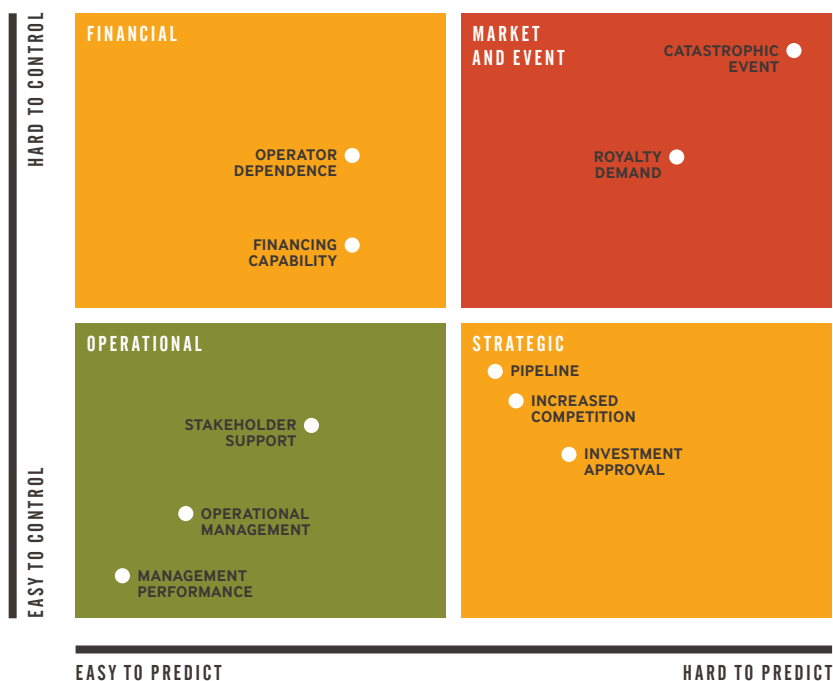 HARD TO CONTROL
EASY TO CONTROL
FINANCIAL
OPERATOR
DEPENDENCE
FINANCING
CAPABILITY
MARKET
AND EVENT
CATASTROPHIC
EVENT
ROYALTY
DEMAND
OPERATIONAL
STAKEHOLDER
SUPPORT
OPERATIONAL
MANAGEMENT
MANAGEMENT
PERFORMANCE
STRATEGIC
PIPELINE
INCREASED
COMPETITION
INVESTMENT
APPROVAL
EASY TO PREDICT
HARD TO PREDICT